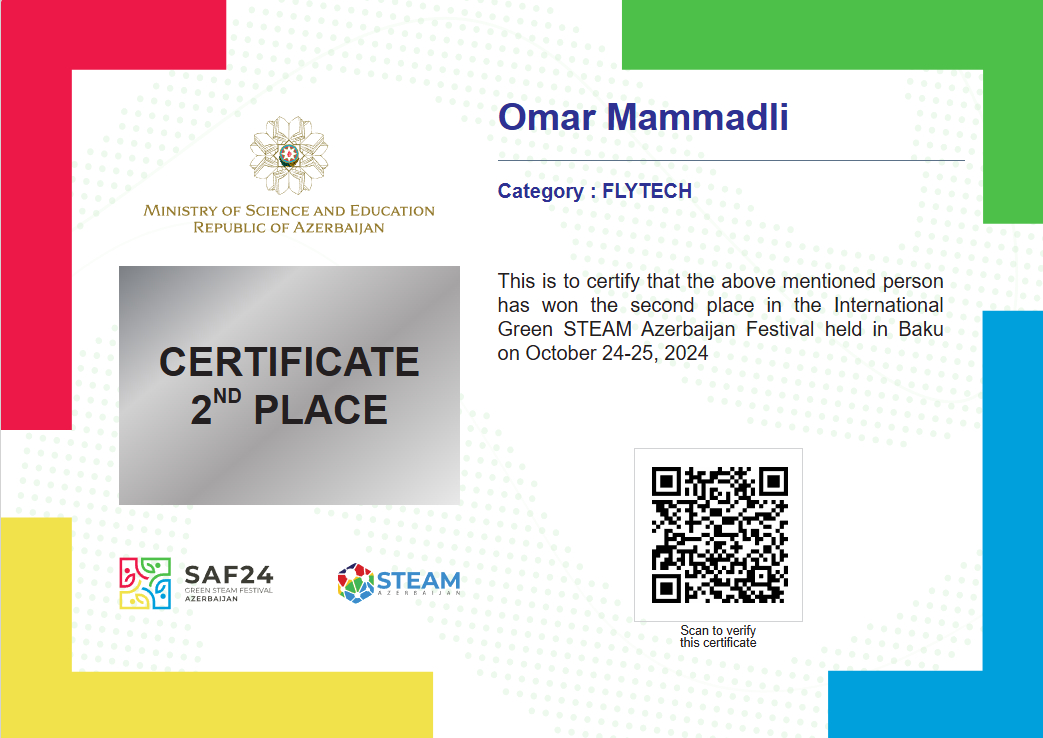 Omar Mammadli
Category : FLYTECH
MINISTRY OF SCIENCE AND EDUCATION
REPUBLIC OF AZERBAIJAN
This is to certify that the above mentioned person
has won the second place in the International
Green STEAM Azerbaijan Festival held in Baku
on October 24-25, 2024
CERTIFICATE
2ND PLACE
SAF24
GREEN STEAM FESTIVAL
AZERBAIJAN
STEAM
AZERBAIJAN
Scan to verify
this certificate